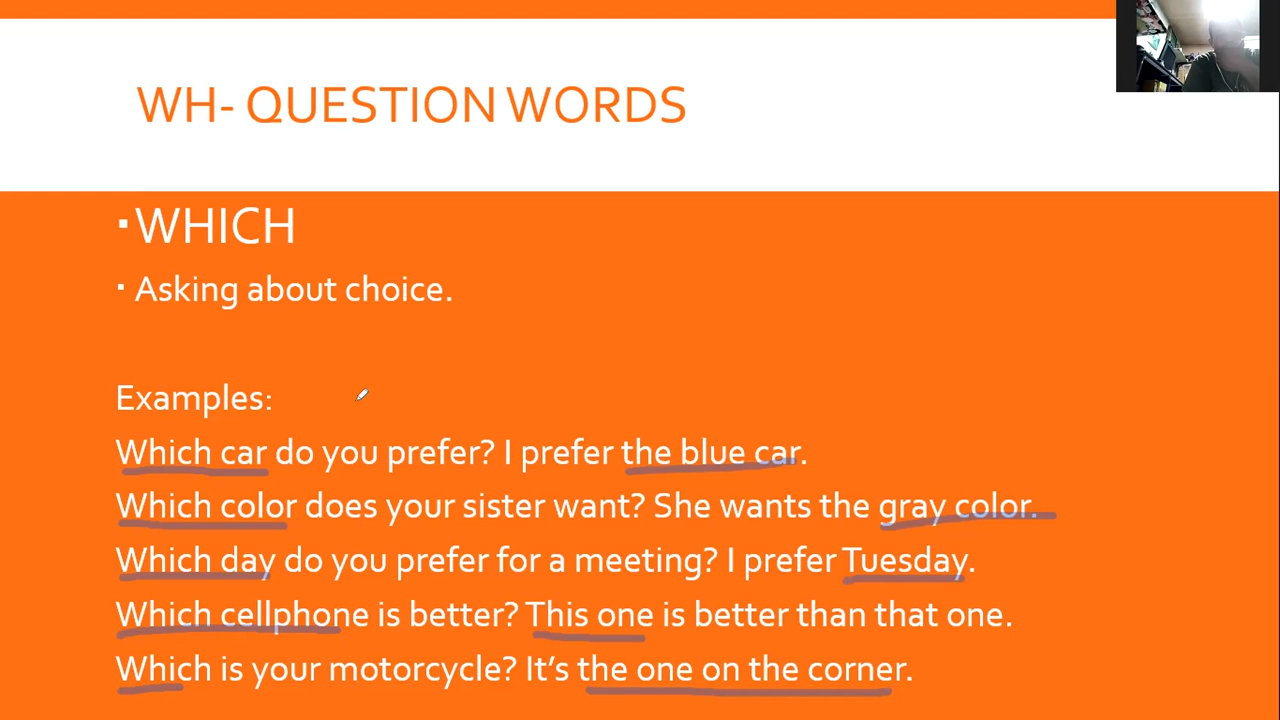 WH- QUESTION WORDS
▪ WHICH
▪ Asking about choice.
Examples:
Which car do you prefer? I prefer the blue car.
Which color does your sister want? She wants the gray color.
Which day do you prefer for a meeting? I prefer Tuesday.
Which cellphone is better? This one is better than that one.
Which is your motorcycle? It’s the one on the corner.